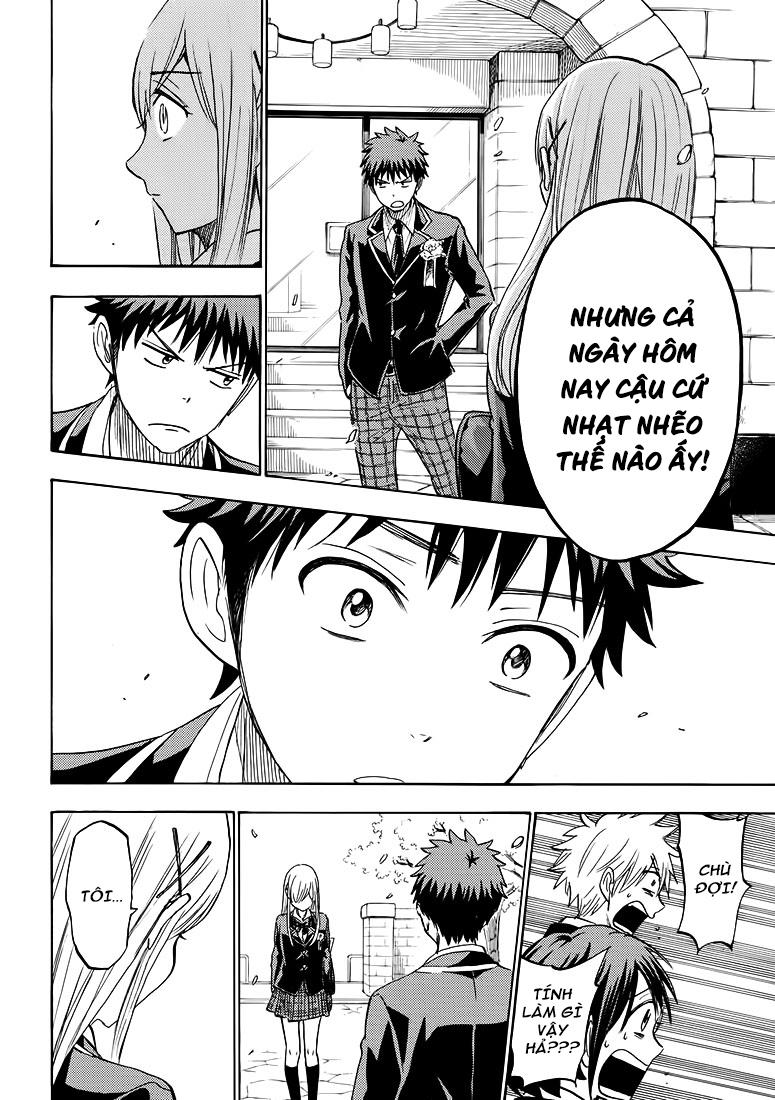 NHƯNG CẢ
NGÀY HÔM
NAY CẬU CỨ
NHẠT NHẼO
THẾ NÀO ẤY!
CHÙ
ĐỢI!
TÍNH
LÀM GÌ
VẬY
HẢ???
TÔI...